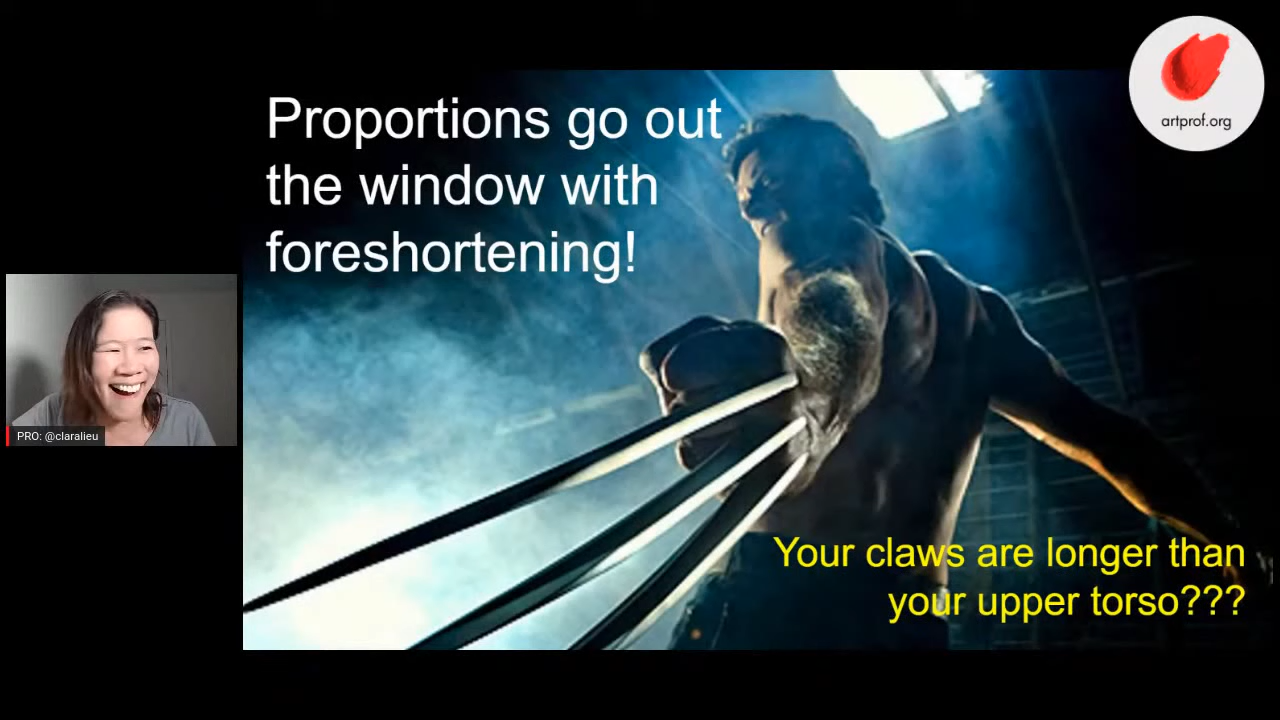 Proportions go out
the window with
foreshortening!
artprof.org
PRO: @claralieu
Your claws are longer than
your upper torso???